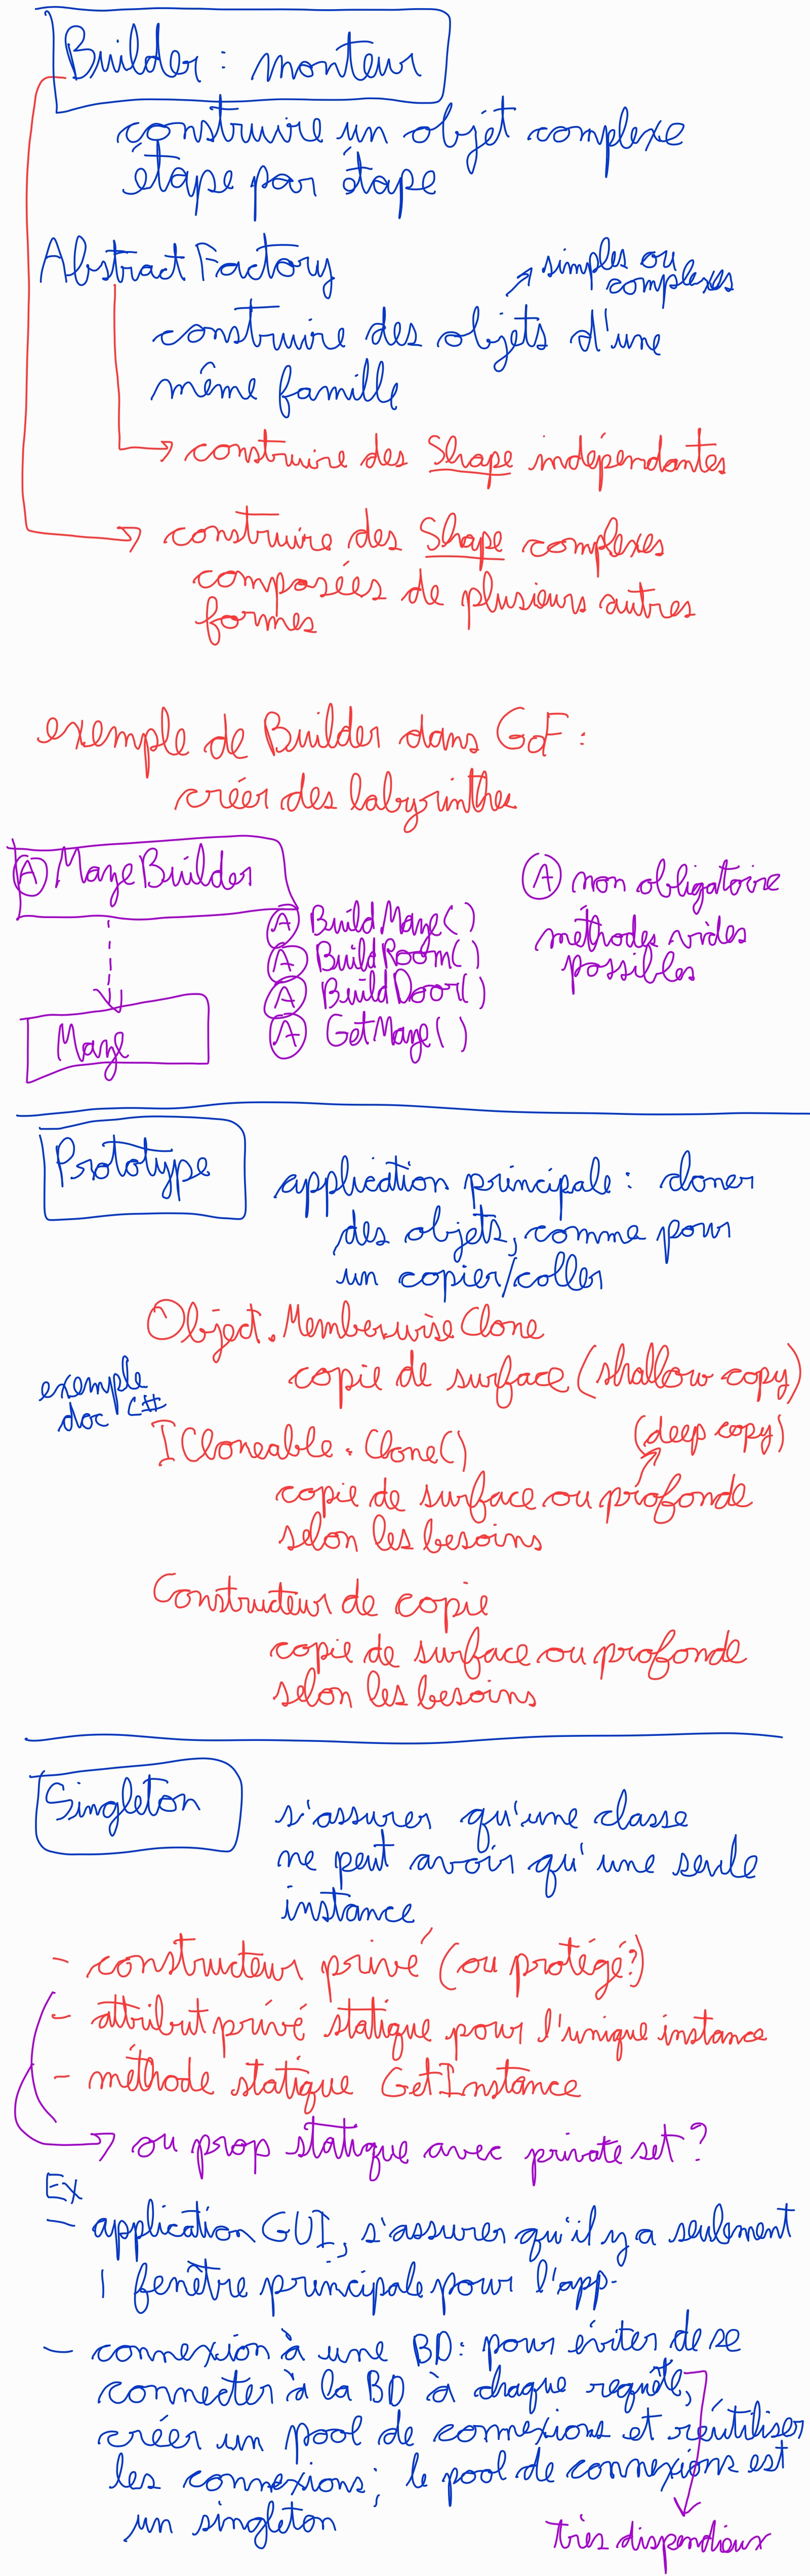 Builder : monteur
construire un objet complexe
étape par étape
Abstract Factory
simples ou
complexes
construire des objets d'une
même famille
construire des Shape indépendantes
construire des Shape complexes
composées de plusieurs autres
formes
exemple de Builder dans GoF :
créer des labyrinthes
Ⓐ MazeBuilder
Ⓐ BuildMaze()
Ⓐ BuildRoom()
Ⓐ BuildDoor()
Ⓐ GetMaze()
Maze
Ⓐ non obligatoire
méthodes vides
possibles
Prototype
application principale : cloner
des objets, comme pour
un copier/coller
Object.MemberwiseClone
copie de surface (shallow copy)
exemple
doc C#
ICloneable.Clone()
(deep copy)
copie de surface ou profonde
selon les besoins
Constructeur de copie
copie de surface ou profonde
selon les besoins
Singleton
s'assurer qu'une classe
ne peut avoir qu'une seule
instance
- constructeur privé (ou protégé?)
- attribut privé statique pour l'unique instance
- méthode statique GetInstance
ou prop statique avec private set ?
Ex
- application GUI, s'assurer qu'il y a seulement
1 fenêtre principale pour l'app.
- connexion à une BD: pour éviter de se
connecter à la BD à chaque requête,
créer un pool de connexions et réutiliser
les connexions; le pool de connexions est
un singleton
très dispendieux